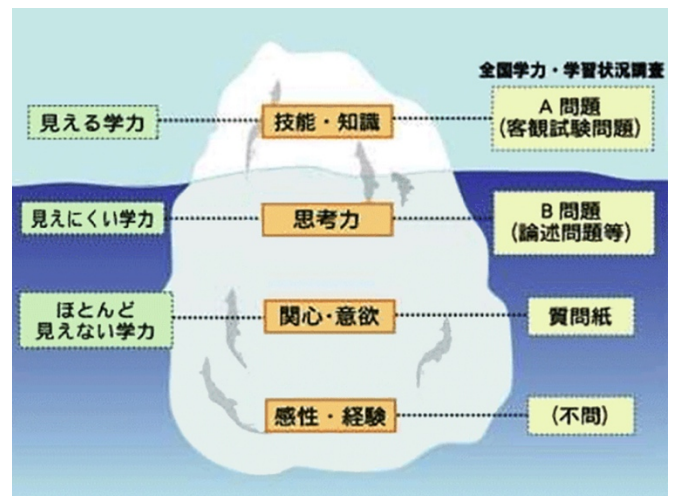 全国学力・学習状況調査
見える学力
技能・知識
A 問題
(客観試験問題)
見えにくい学力
思考力
B 問題
(論述問題等)
ほとんど
見えない学力
関心・意欲
質問紙
感性・経験
(不問)